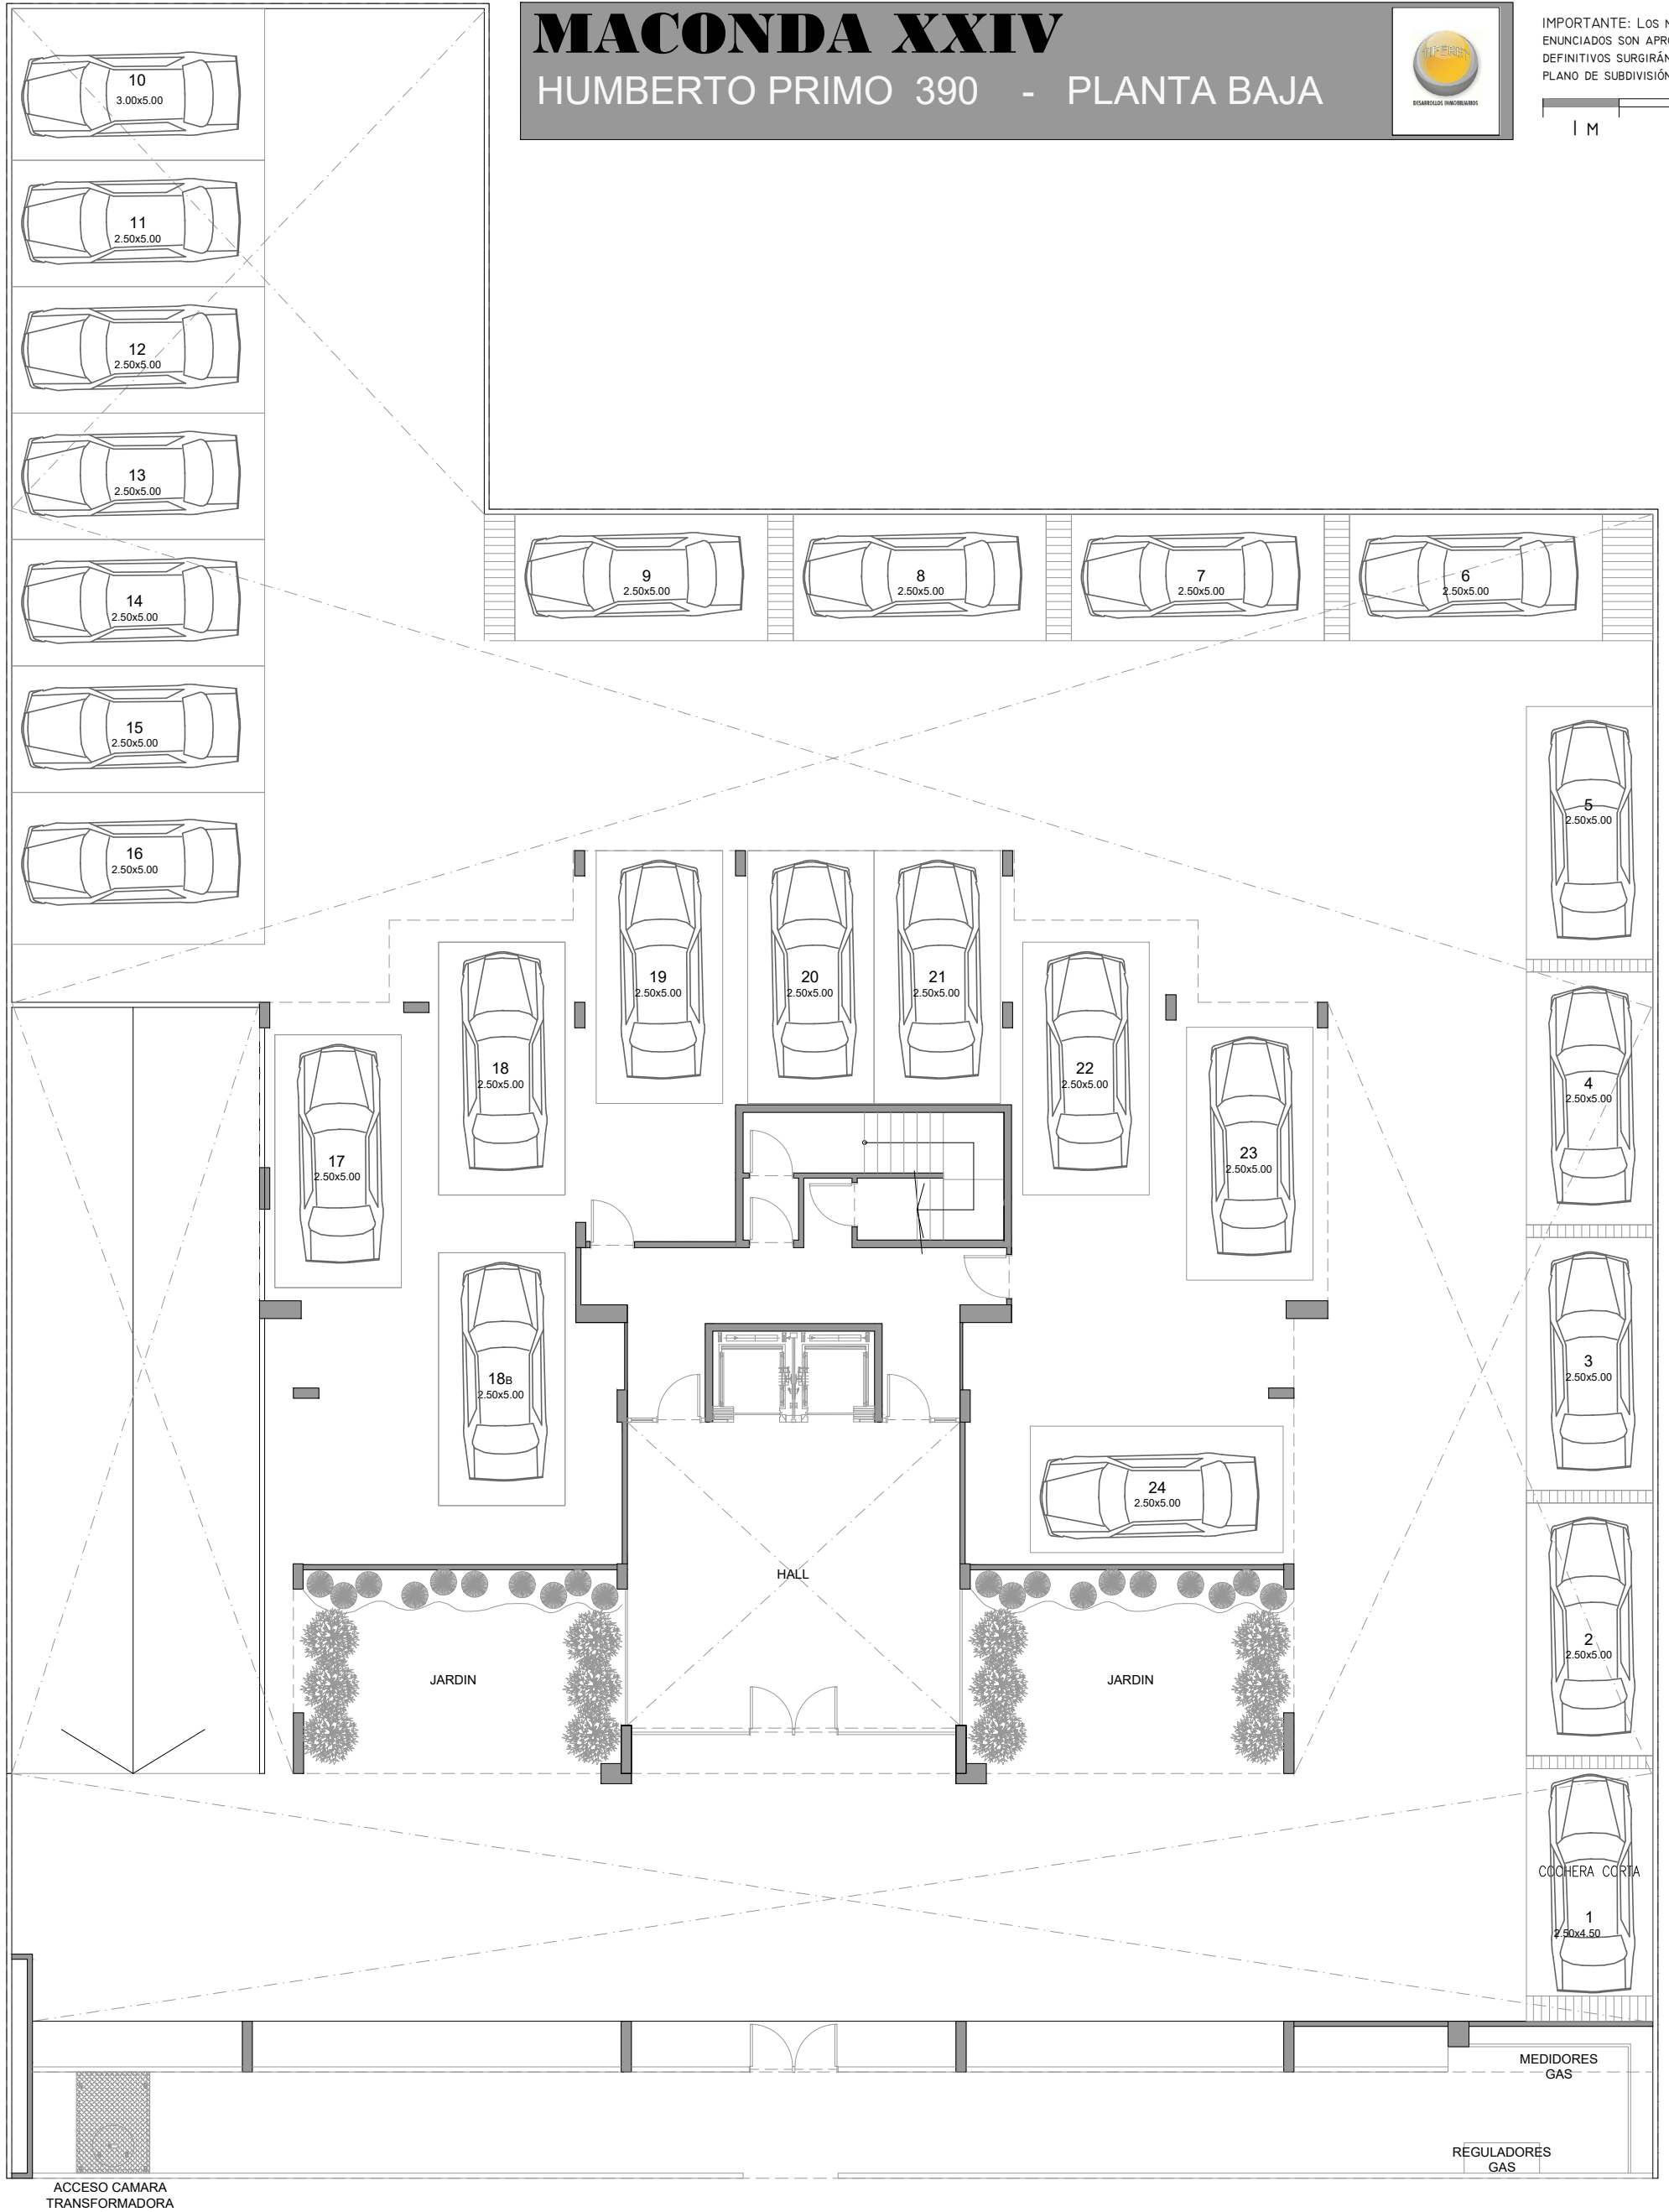 MACONDA XXIV
HUMBERTO PRIMO 390 - PLANTA BAJA
DESARROLLOS INMOBILIARIOS
IMPORTANTE: LOS
ENUNCIADOS SON
DEFINITIVOS SURGIRÁN
PLANO DE SUBDIVISIÓN
1 M
10
3.00x5.00
11
2.50x5.00
12
2.50x5.00
13
2.50x5.00
14
2.50x5.00
15
2.50x5.00
16
2.50x5.00
9
2.50x5.00
8
2.50x5.00
7
2.50x5.00
6
2.50x5.00
5
2.50x5.00
4
2.50x5.00
3
2.50x5.00
2
2.50x5.00
COCHERA CORTA
1
2.50x4.50
17
2.50x5.00
18
2.50x5.00
18B
2.50x5.00
19
2.50x5.00
20
2.50x5.00
21
2.50x5.00
22
2.50x5.00
23
2.50x5.00
24
2.50x5.00
HALL
JARDIN
JARDIN
MEDIDORES
GAS
REGULADORES
GAS
ACCESO CAMARA
TRANSFORMADORA